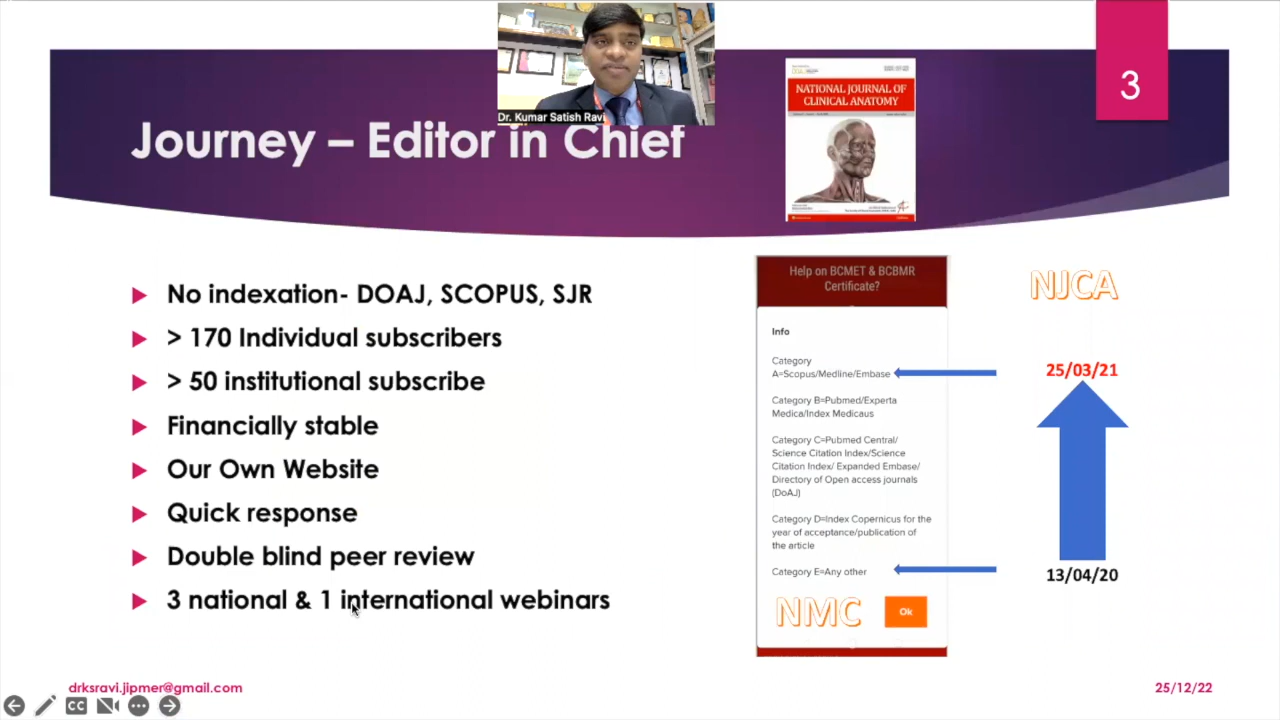 Dr. Kumar Satish Ravi
3
NATIONAL JOURNAL OF
CLINICAL ANATOMY
Journey – Editor in Chief
No indexation- DOAJ, SCOPUS, SJR
> 170 Individual subscribers
> 50 institutional subscribe
Financially stable
Our Own Website
Quick response
Double blind peer review
3 national & 1 international webinars
Help on BCMET & BCBMR
Certificate?
Info
Category
A=Scopus/Medline/Embase
Category B=Pubmed/Experta
Medica/Index Medicaus
Category C=Pubmed Central/
Science Citation Index/Science
Citation Index/ Expanded Embase/
Directory of Open access journals
(DoAJ)
Category D=Index Copernicus for the
year of acceptance/publication of
the article
Category E=Any other
NMC
Ok
NJCA
25/03/21
13/04/20
drksravi.jipmer@gmail.com
25/12/22
CC